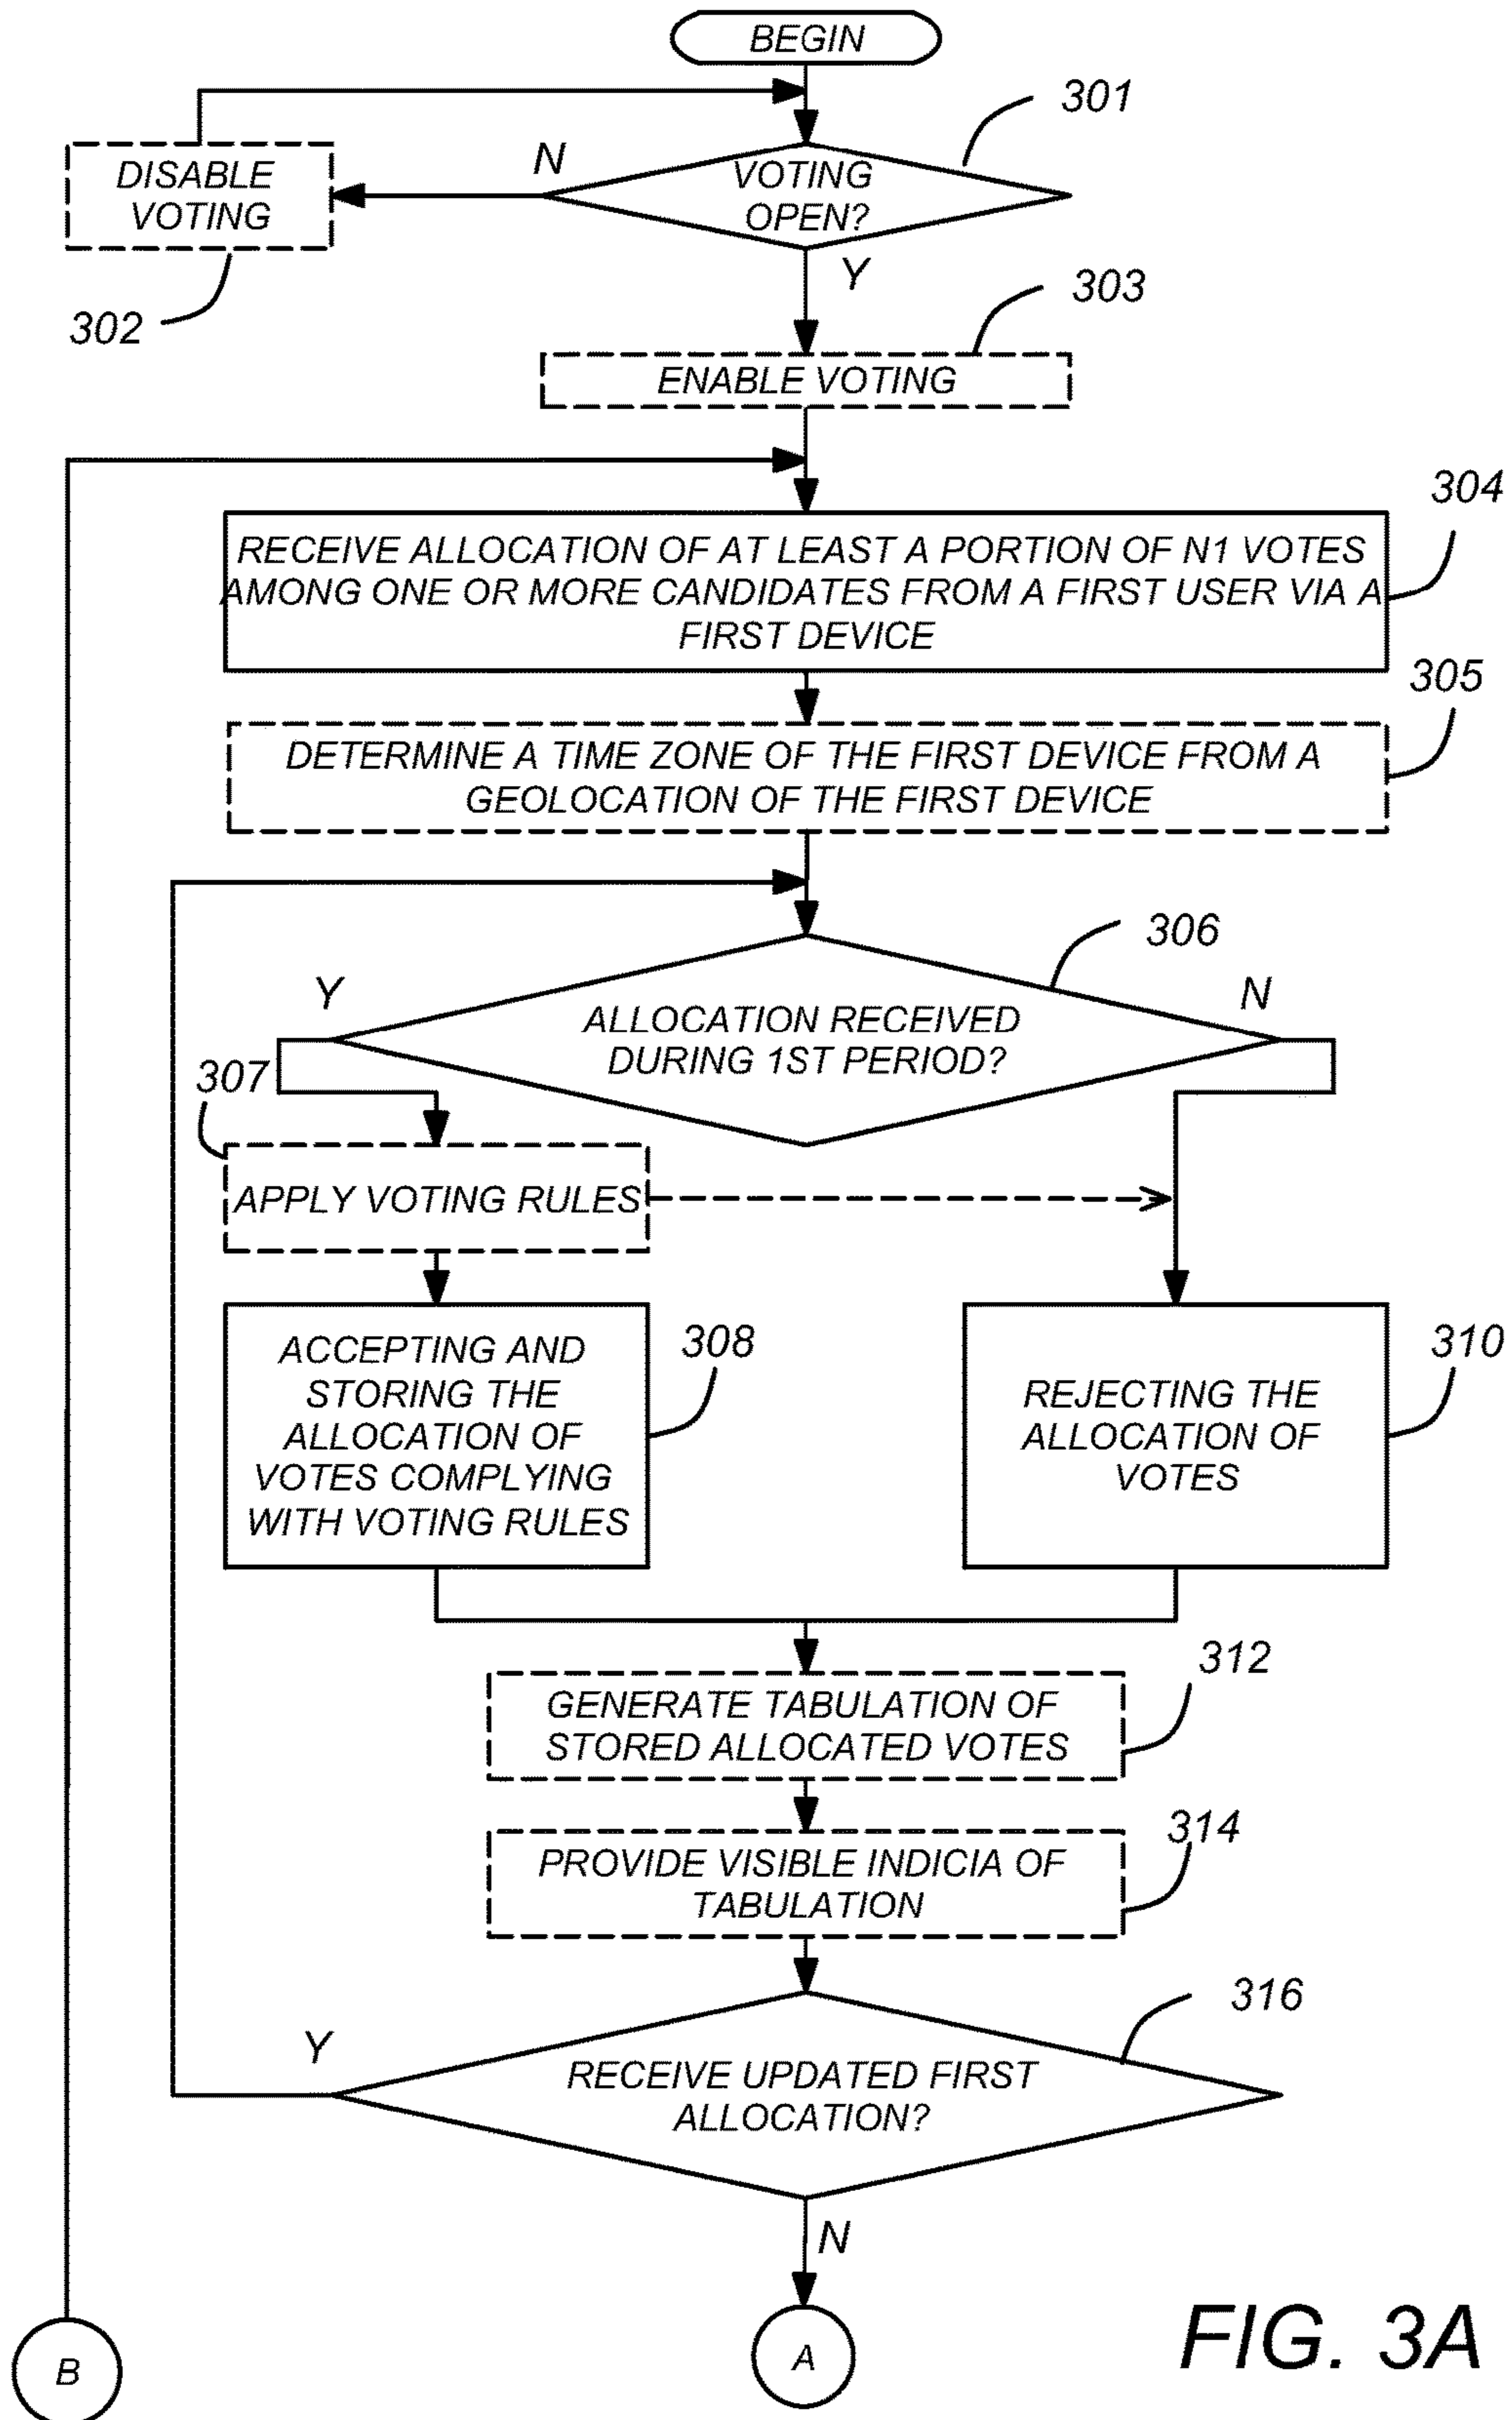 BEGIN
301
N
VOTING
OPEN?
DISABLE
VOTING
Y
302
303
ENABLE VOTING
304
RECEIVE ALLOCATION OF AT LEAST A PORTION OF N1 VOTES
AMONG ONE OR MORE CANDIDATES FROM A FIRST USER VIA A
FIRST DEVICE
305
DETERMINE A TIME ZONE OF THE FIRST DEVICE FROM A
GEOLOCATION OF THE FIRST DEVICE
306
Y
N
ALLOCATION RECEIVED
DURING 1ST PERIOD?
307
APPLY VOTING RULES
308
ACCEPTING AND
STORING THE
ALLOCATION OF
VOTES COMPLYING
WITH VOTING RULES
310
REJECTING THE
ALLOCATION OF
VOTES
312
GENERATE TABULATION OF
STORED ALLOCATED VOTES
314
PROVIDE VISIBLE INDICIA OF
TABULATION
316
Y
RECEIVE UPDATED FIRST
ALLOCATION?
N
B
A
FIG. 3A